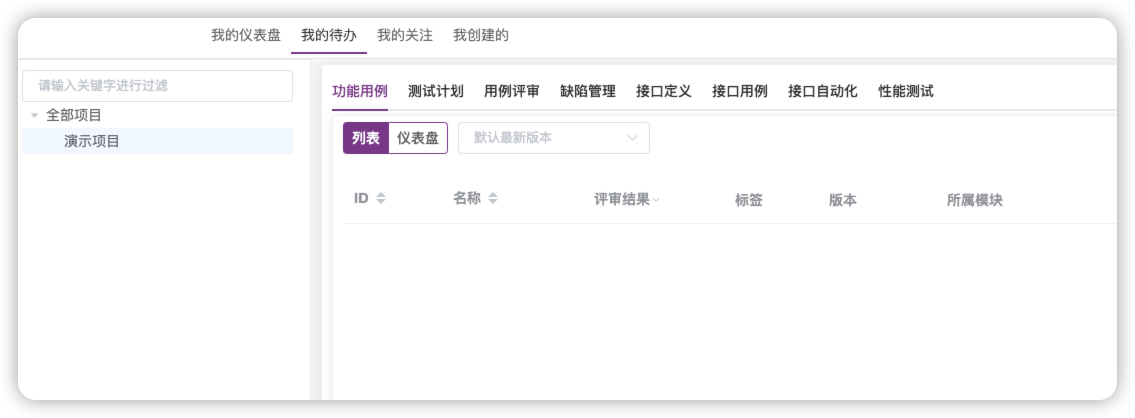 我的仪表盘 我的待办 我的关注 我创建的
请输入关键字进行过滤
全部项目
演示项目
功能用例 测试计划 用例评审 缺陷管理 接口定义 接口用例 接口自动化 性能测试
列表 仪表盘 默认最新版本
ID 名称 评审结果 标签 版本 所属模块